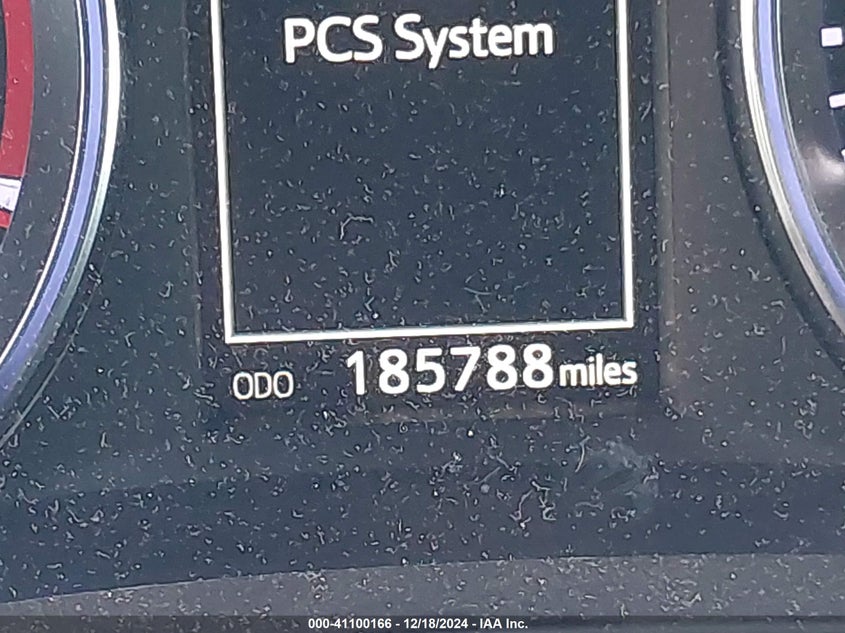 PCS System
ODO 185788 miles
000-41100166 - 12/18/2024 - IAA Inc.